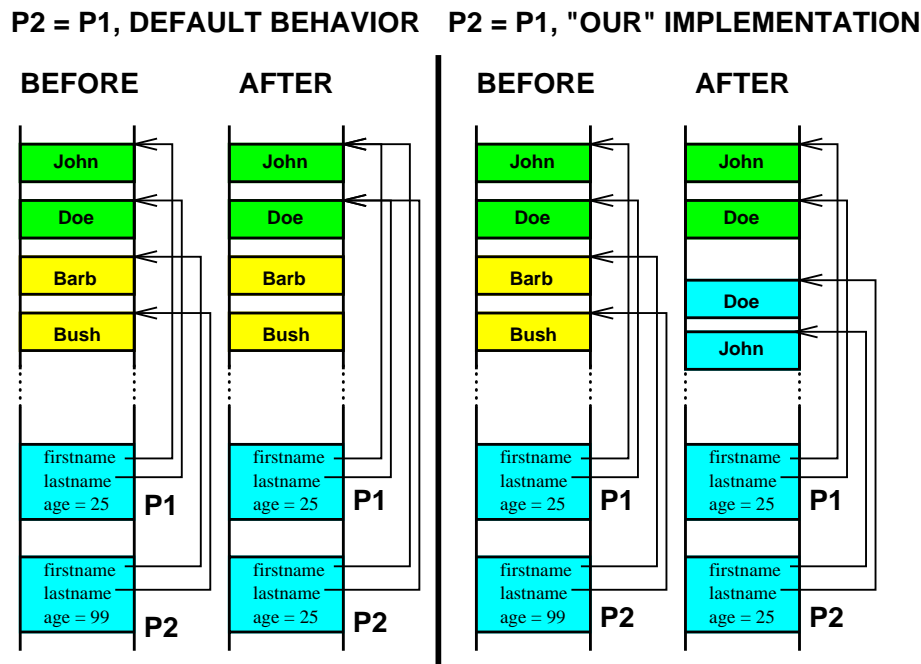 P2 = P1, DEFAULT BEHAVIOR
BEFORE
AFTER
John
Doe
Barb
Bush
firstname
lastname
age = 25
P1
firstname
lastname
age = 99
P2
John
Doe
Barb
Bush
firstname
lastname
age = 25
P1
firstname
lastname
age = 25
P2
P2 = P1, "OUR" IMPLEMENTATION
BEFORE
AFTER
John
Doe
Barb
Bush
firstname
lastname
age = 25
P1
firstname
lastname
age = 99
P2
John
Doe
Doe
John
firstname
lastname
age = 25
P1
firstname
lastname
age = 25
P2